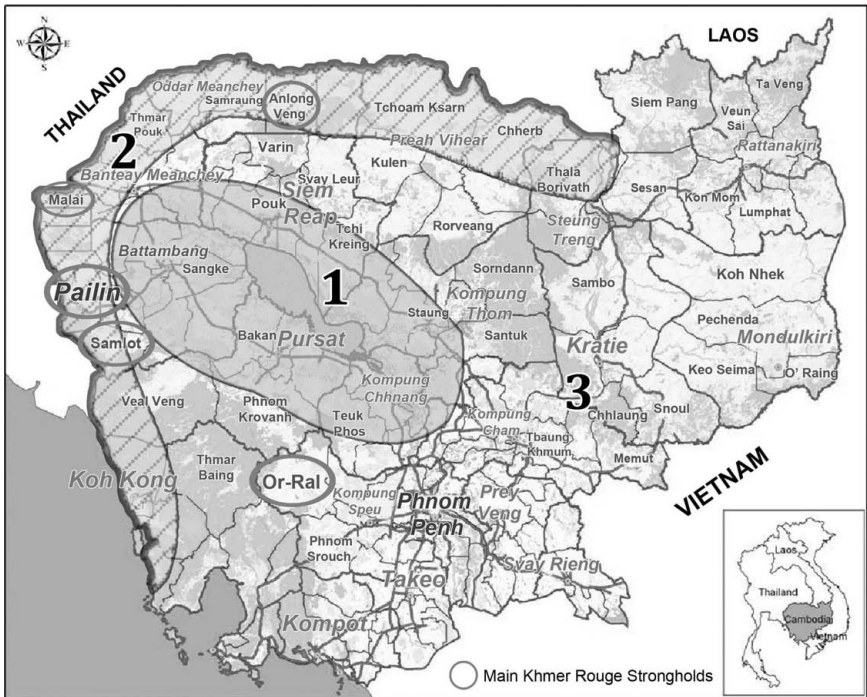 N
W
E
S
THAILAND
LAOS
VIETNAM
Oddar Meanchey
Samraung
Anlong
Veng
Tchoam Ksarn
Chherb
Preah Vihear
Thmar
Pouk
2
Banteay Meanchey
Malai
Varin
Svay Leur
Kulen
Siem
Reap
Pouk
Tchi
Kreing
Rorveang
Thala
Borivath
Siem Pang
Ta Veng
Veun
Sai
Rattanakiri
Sesan
Kon Mom
Lumphat
Steung
Treng
Battambang
Sangke
1
Pailin
Samlot
Staung
Sorndann
Kompung
Thom
Santuk
Sambo
Koh Nhek
Pechenda
Mondulkiri
Kratie
Keo Seima
O' Raing
Bakan
Pursat
Kompung
Chhnang
Veal Veng
Phnom
Krovanh
Teuk
Phos
3
Chhlaung
Snoul
Kompung
Cham
Tbaung
Khmum
Memut
Koh Kong
Thmar
Baing
Or-Ral
Kompung
Speu
Phnom
Penh
Prey
Veng
Phnom
Srouch
Takeo
Svay Rieng
Kompot
Main Khmer Rouge Strongholds
Laos
Thailand
Cambodia
Vietnam